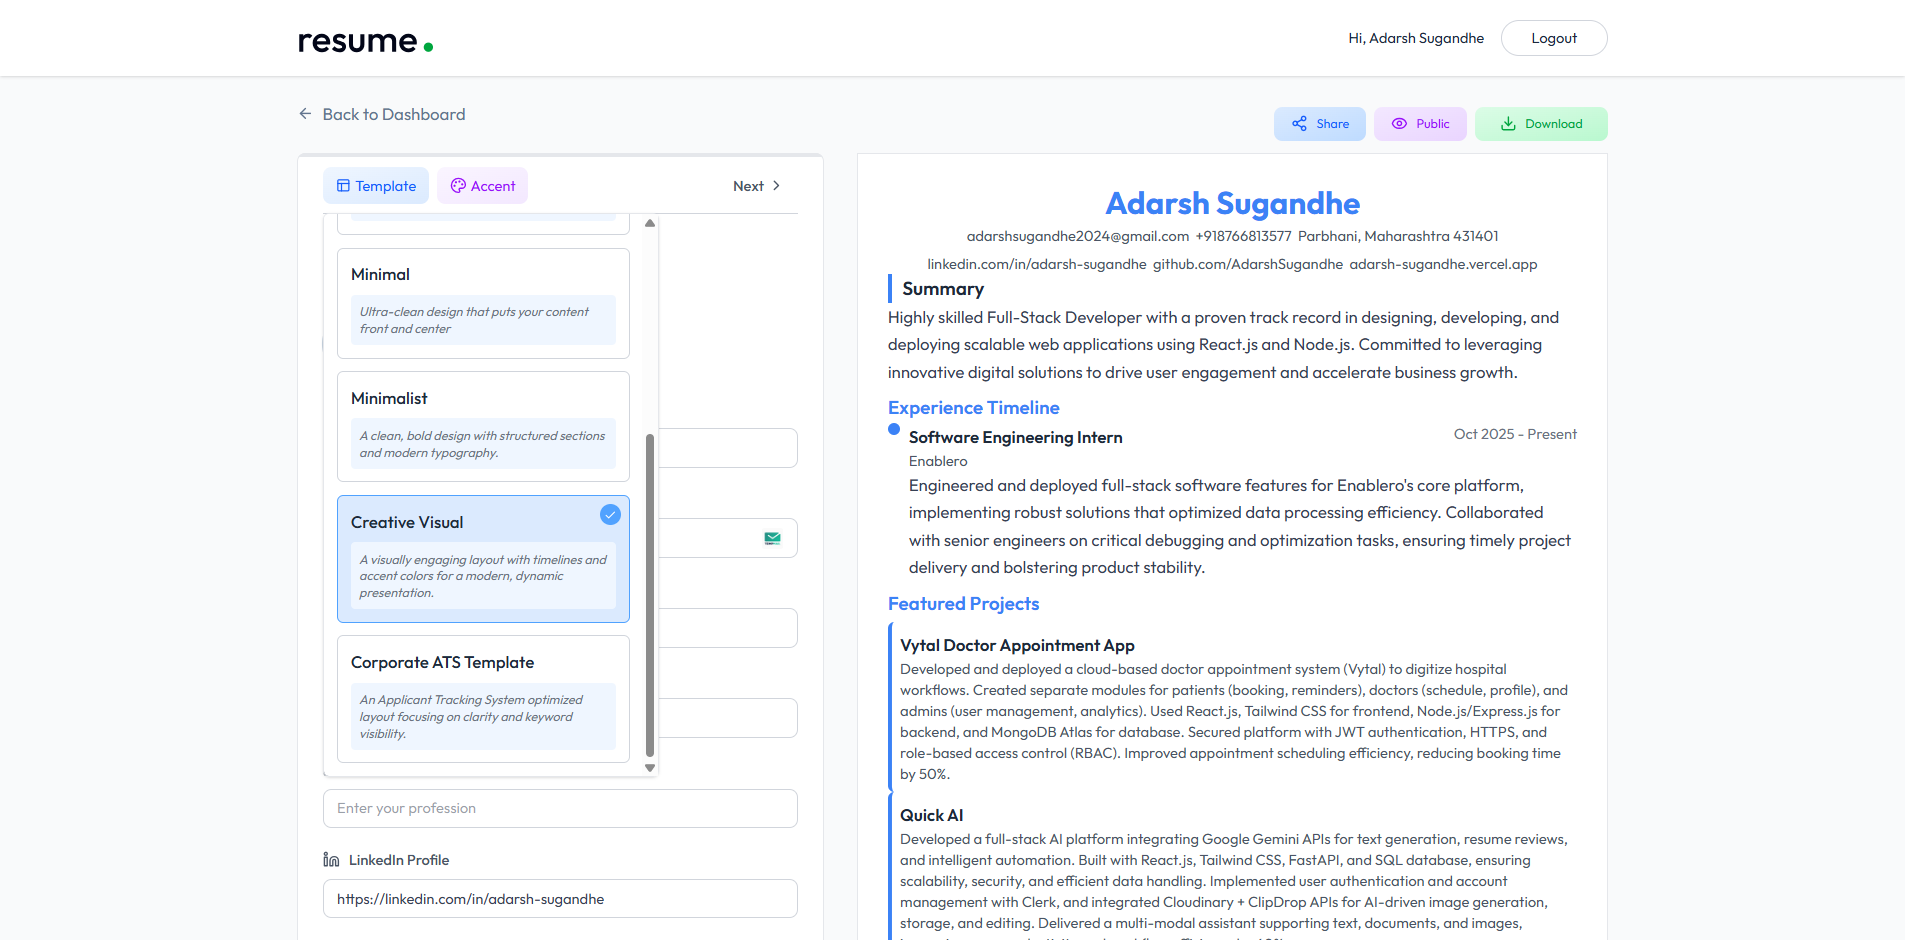 resume.
Hi, Adarsh Sugandhe
Logout
Back to Dashboard
Share
Public
Download
Template
Accent
Next
Minimal
Ultra-clean design that puts your content
front and center
Minimalist
A clean, bold design with structured sections
and modern typography.
Creative Visual
A visually engaging layout with timelines and
accent colors for a modern, dynamic
presentation.
Corporate ATS Template
An Applicant Tracking System optimized
layout focusing on clarity and keyword
visibility.
Enter your profession
LinkedIn Profile
https://linkedin.com/in/adarsh-sugandhe
Adarsh Sugandhe
adarshsugandhe2024@gmail.com +918766813577 Parbhani, Maharashtra 431401
linkedin.com/in/adarsh-sugandhe github.com/AdarshSugandhe adarsh-sugandhe.vercel.app
Summary
Highly skilled Full-Stack Developer with a proven track record in designing, developing, and
deploying scalable web applications using React.js and Node.js. Committed to leveraging
innovative digital solutions to drive user engagement and accelerate business growth.
Experience Timeline
Software Engineering Intern
Oct 2025 - Present
Enablero
Engineered and deployed full-stack software features for Enablero's core platform,
implementing robust solutions that optimized data processing efficiency. Collaborated
with senior engineers on critical debugging and optimization tasks, ensuring timely project
delivery and bolstering product stability.
Featured Projects
Vytal Doctor Appointment App
Developed and deployed a cloud-based doctor appointment system (Vytal) to digitize hospital
workflows. Created separate modules for patients (booking, reminders), doctors (schedule, profile), and
admins (user management, analytics). Used React.js, Tailwind CSS for frontend, Node.js/Express.js for
backend, and MongoDB Atlas for database. Secured platform with JWT authentication, HTTPS, and
role-based access control (RBAC). Improved appointment scheduling efficiency, reducing booking time
by 50%.
Quick AI
Developed a full-stack AI platform integrating Google Gemini APIs for text generation, resume reviews,
and intelligent automation. Built with React.js, Tailwind CSS, FastAPI, and SQL database, ensuring
scalability, security, and efficient data handling. Implemented user authentication and account
management with Clerk, and integrated Cloudinary + ClipDrop APIs for AI-driven image generation,
storage, and editing. Delivered a multi-modal assistant supporting text, documents, and images,